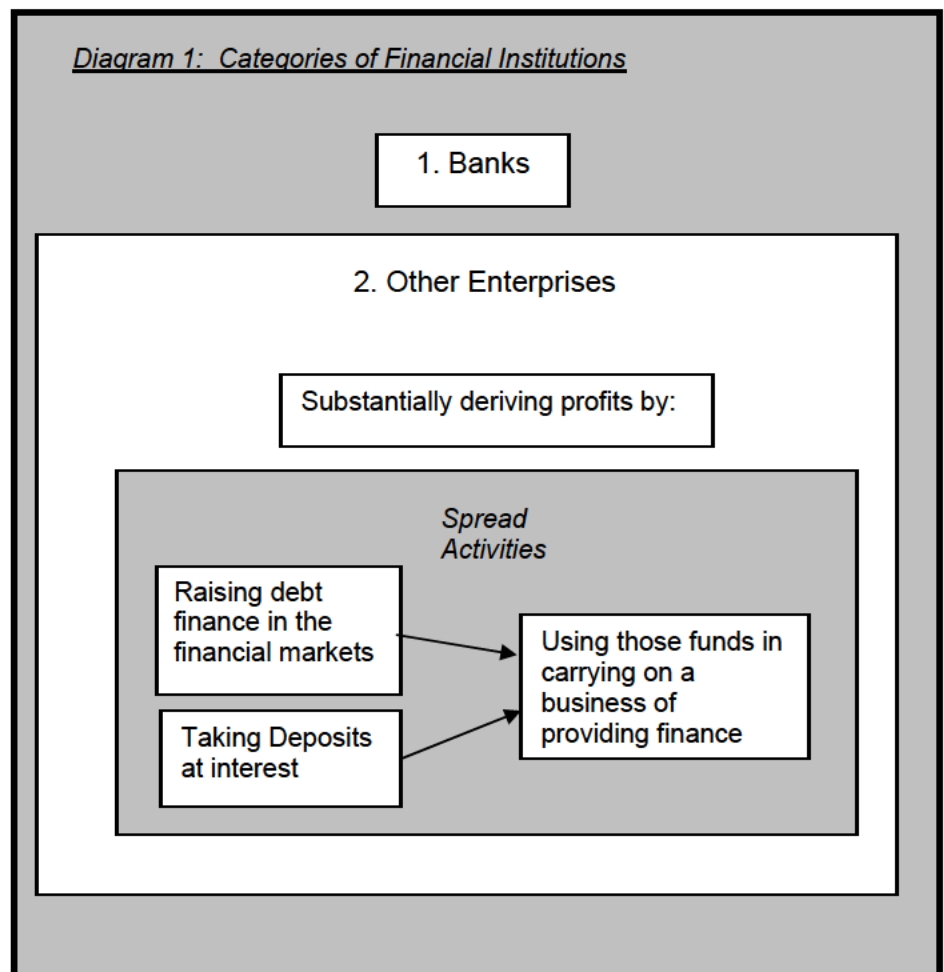 Diagram 1:  Categories of Financial Institutions
1. Banks
2. Other Enterprises
Substantially deriving profits by:
Spread
Activities
Raising debt
finance in the
financial markets
Taking Deposits
at interest
Using those funds in
carrying on a
business of
providing finance